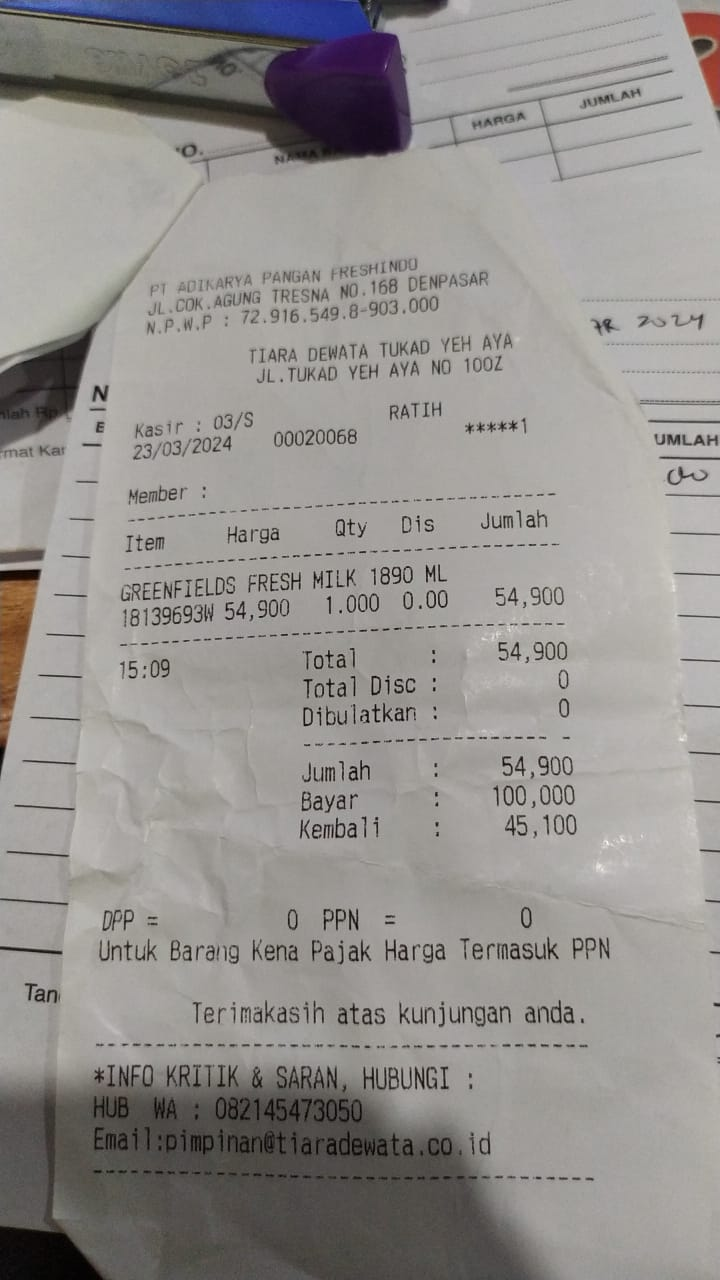 HARGA
JUMLAH
PT ADIKARYA PANGAN FRESHINDO
JL.COK.AGUNG TRESNA NO.168 DENPASAR
N.P.W.P : 72.916.549.8-903.000
TIARA DEWATA TUKAD YEH AYA
JL.TUKAD YEH AYA NO 100Z
Kasir : 03/S RATIH
23/03/2024 00020068 *****1
Member :
Item Harga Qty Dis Jumlah
GREENFIELDS FRESH MILK 1890 ML
18139693W 54,900 1.000 0.00 54,900
15:09 Total : 54,900
Total Disc : 0
Dibulatkan : 0
Jumlah : 54,900
Bayar : 100,000
Kembali : 45,100
DPP = 0 PPN = 0
Untuk Barang Kena Pajak Harga Termasuk PPN
Terimakasih atas kunjungan anda.
*INFO KRITIK & SARAN, HUBUNGI :
HUB WA : 082145473050
Email:pimpinan@tiaradewata.co.id
2024
UMLAH